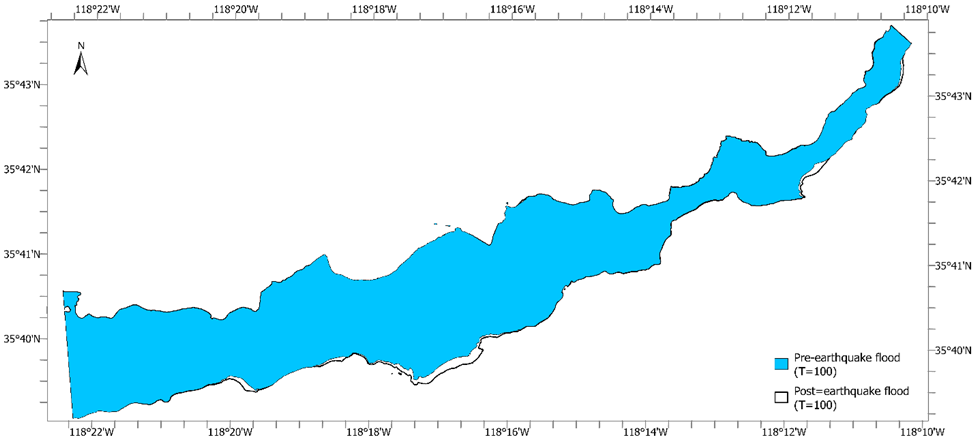 118°22'W 118°20'W 118°18'W 118°16'W 118°14'W 118°12'W 118°10'W
N
35°43'N 35°43'N
35°42'N 35°42'N
35°41'N 35°41'N
35°40'N 35°40'N
Pre-earthquake flood
(T=100)
Post=earthquake flood
(T=100)
118°22'W 118°20'W 118°18'W 118°16'W 118°14'W 118°12'W 118°10'W